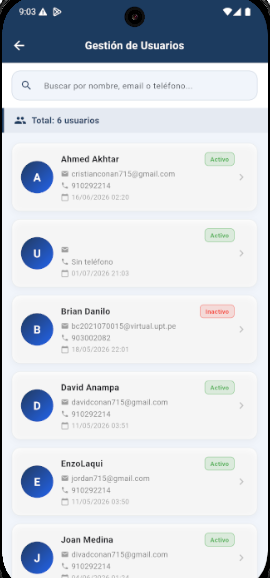 9:03
Gestión de Usuarios
Buscar por nombre, email o teléfono...
Total: 6 usuarios
A
Ahmed Akhtar
Activo
cristianconan715@gmail.com
910292214
16/06/2026 02:20
U
Activo
Sin teléfono
01/07/2026 21:03
B
Brian Danilo
Inactivo
bc2021070015@virtual.upt.pe
903002082
18/05/2026 22:01
D
David Anampa
Activo
davidconan715@gmail.com
910292214
11/05/2026 03:51
E
EnzoLaqui
Activo
jordan715@gmail.com
910292214
11/05/2026 03:50
J
Joan Medina
Activo
divadconan715@gmail.com
910292214